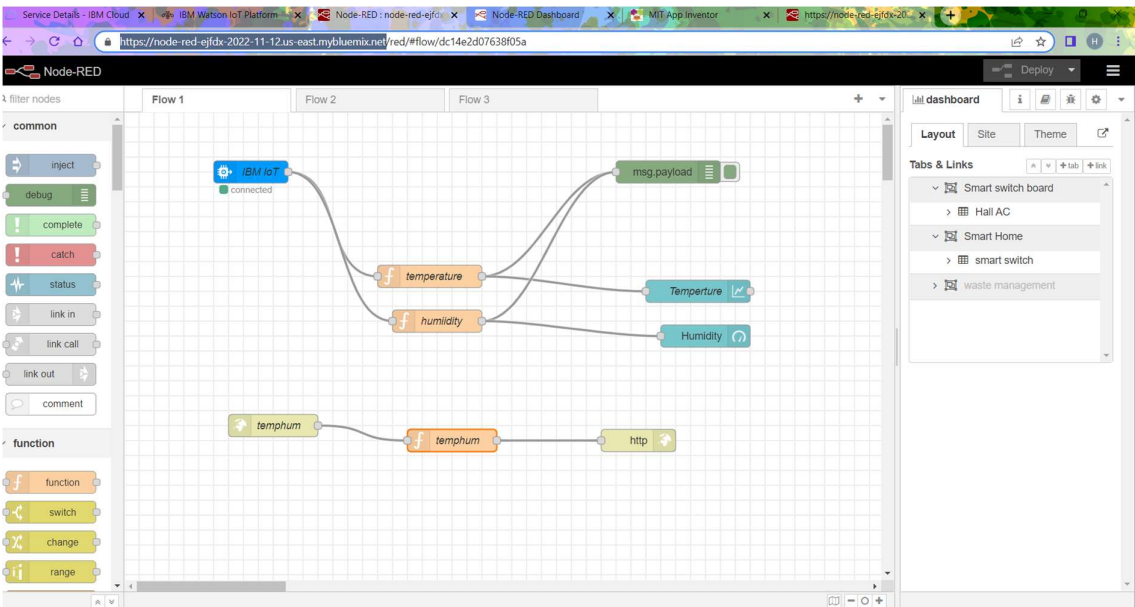 Service Details - IBM Cloud
IBM Watson IoT Platform
Node-RED : node-red-ejfdx
Node-RED Dashboard
MIT App Inventor
https://node-red-ejfdx-20
https://node-red-ejfdx-2022-11-12.us-east.mybluemix.net/red/#flow/dc14e2d07638f05a
H
Node-RED
Deploy
filter nodes
Flow 1
Flow 2
Flow 3
dashboard
common
Layout
Site
Theme
inject
IBM IoT
msg.payload
Tabs & Links
+ tab
+ link
connected
debug
Smart switch board
complete
Hall AC
Smart Home
catch
temperature
smart switch
status
Temperture
waste management
link in
humiidity
Humidity
link call
link out
comment
temphum
temphum
http
function
function
switch
change
range